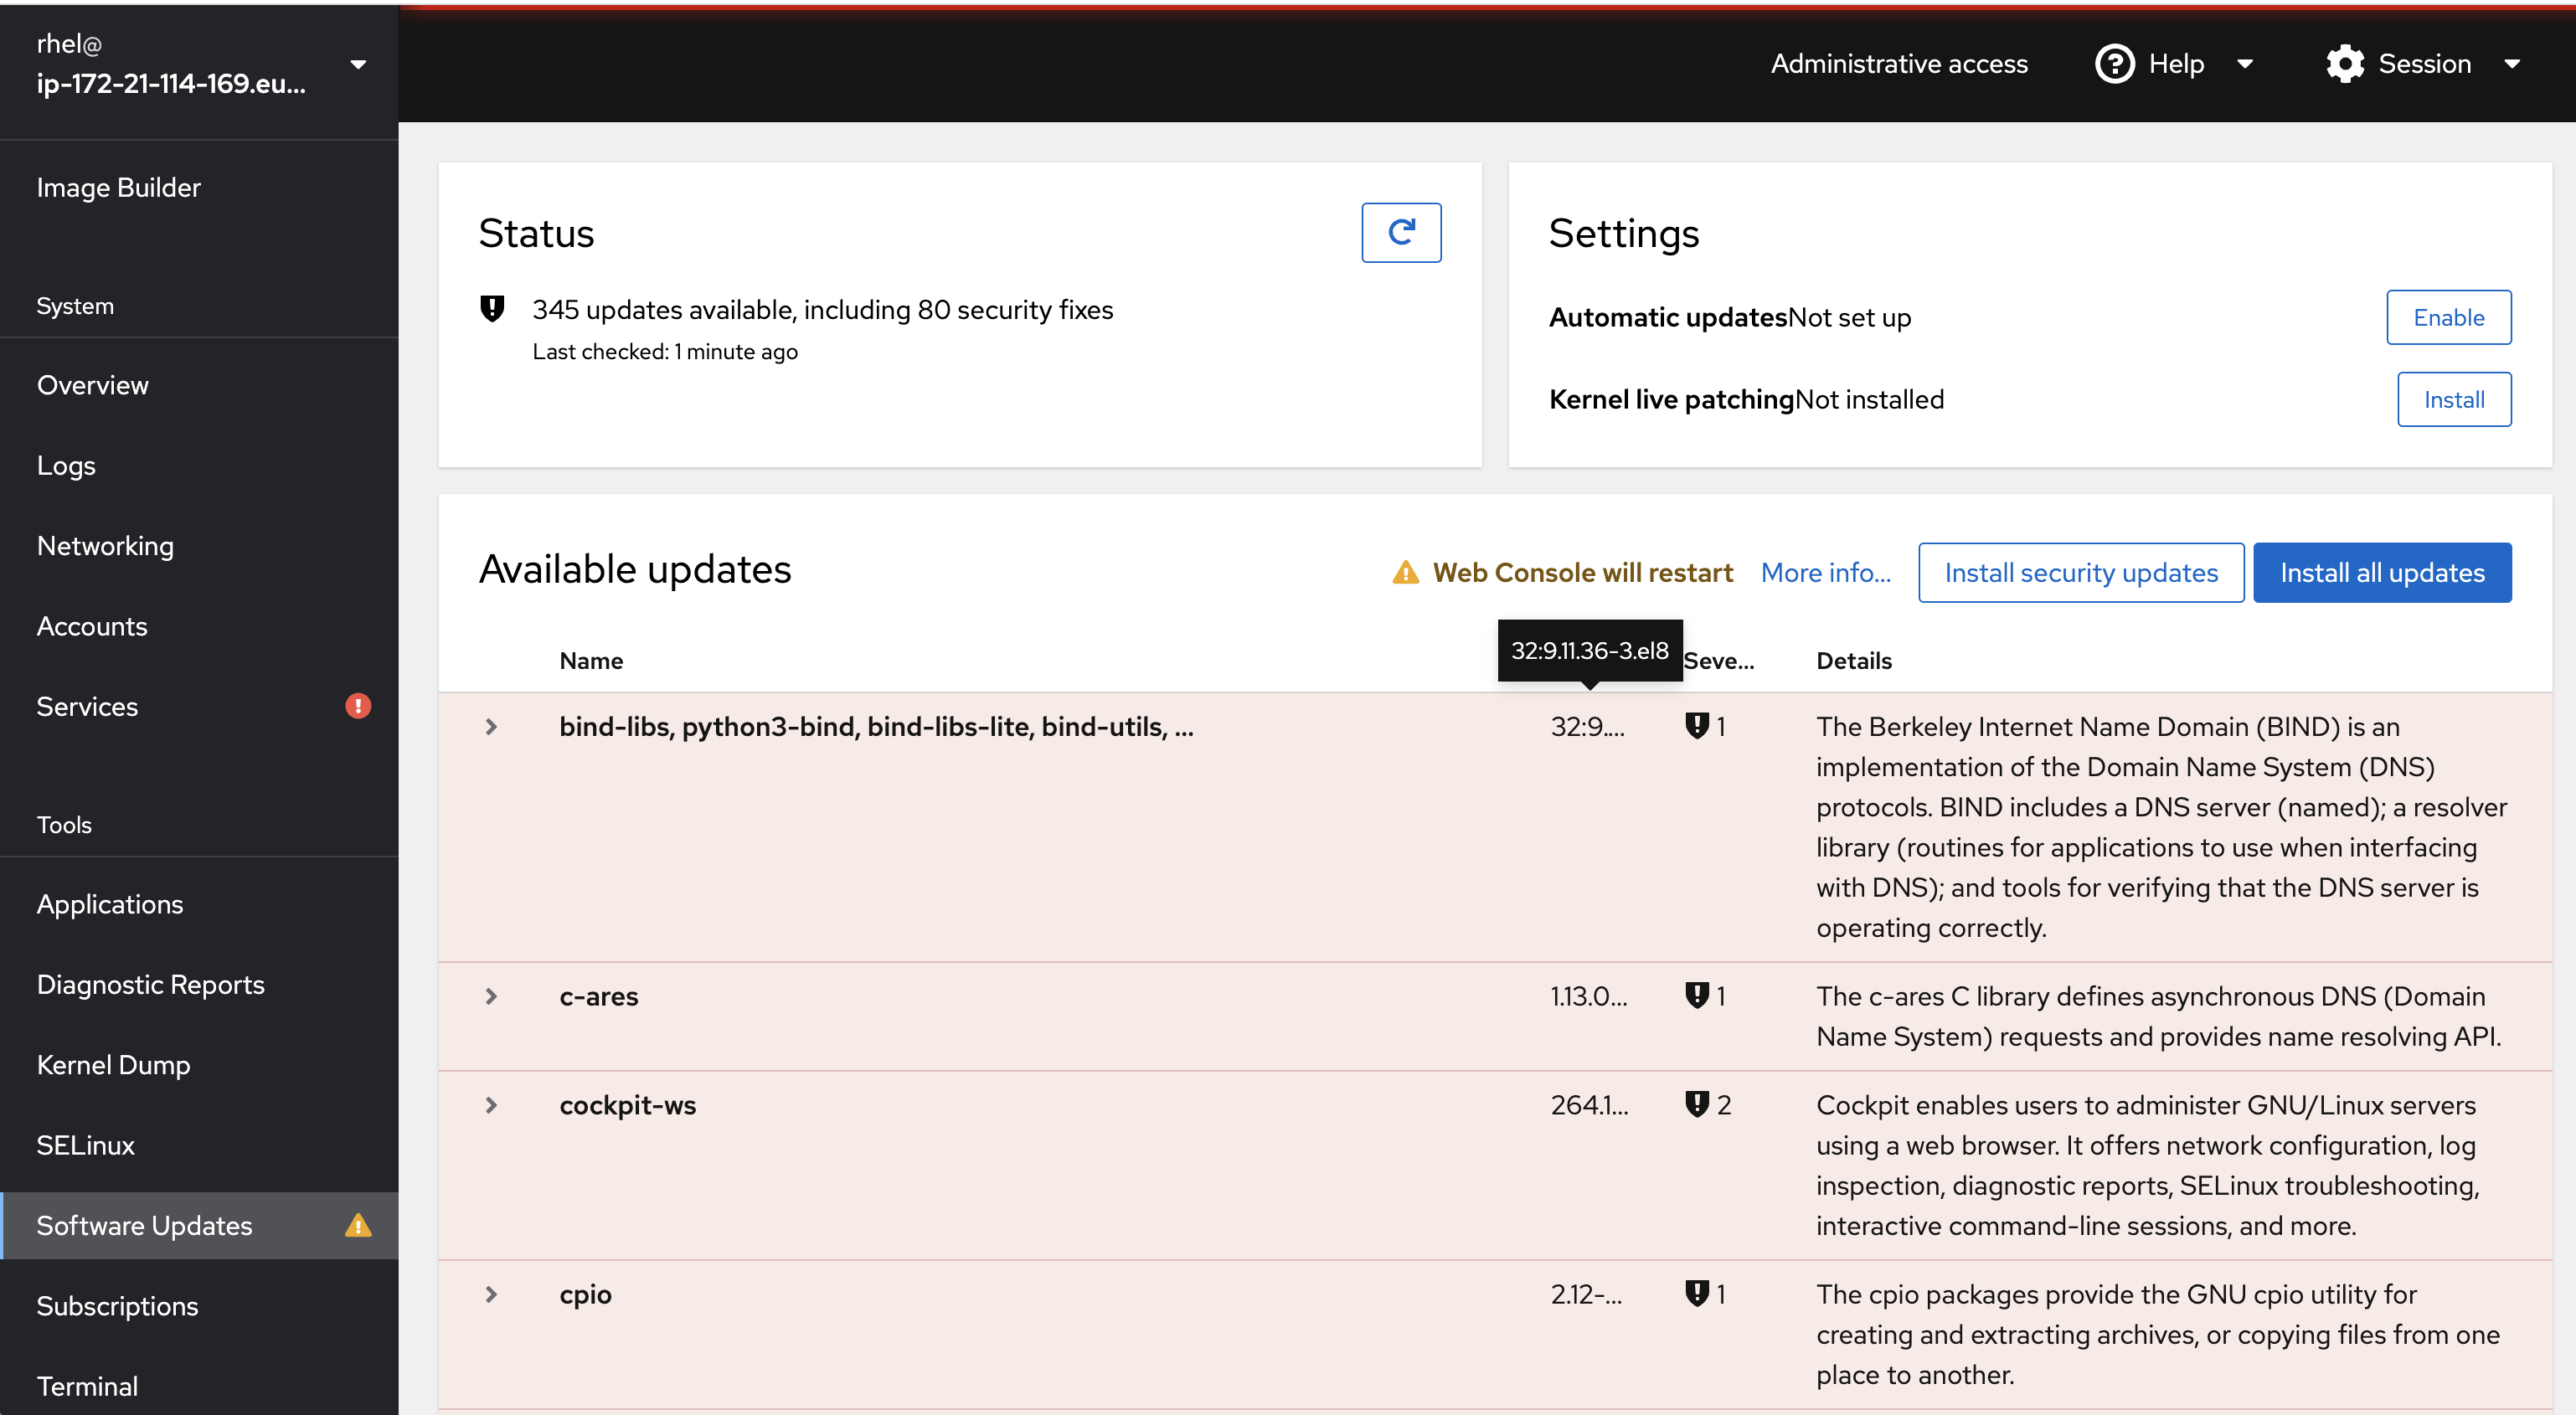 rhel@
ip-172-21-114-169.eu...
Administrative access
Help
Session
Image Builder
System
Overview
Logs
Networking
Accounts
Services
Tools
Applications
Diagnostic Reports
Kernel Dump
SELinux
Software Updates
Subscriptions
Terminal
Status
345 updates available, including 80 security fixes
Last checked: 1 minute ago
Settings
Automatic updatesNot set up
Enable
Kernel live patchingNot installed
Install
Available updates
Web Console will restart
More info...
Install security updates
Install all updates
32:9.11.36-3.el8
Name
Seve...
Details
bind-libs, python3-bind, bind-libs-lite, bind-utils, ...
32:9....
1
The Berkeley Internet Name Domain (BIND) is an
implementation of the Domain Name System (DNS)
protocols. BIND includes a DNS server (named); a resolver
library (routines for applications to use when interfacing
with DNS); and tools for verifying that the DNS server is
operating correctly.
c-ares
1.13.0...
1
The c-ares C library defines asynchronous DNS (Domain
Name System) requests and provides name resolving API.
cockpit-ws
264.1...
2
Cockpit enables users to administer GNU/Linux servers
using a web browser. It offers network configuration, log
inspection, diagnostic reports, SELinux troubleshooting,
interactive command-line sessions, and more.
cpio
2.12-...
1
The cpio packages provide the GNU cpio utility for
creating and extracting archives, or copying files from one
place to another.